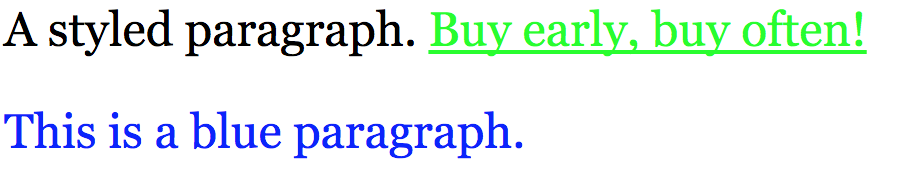 A styled paragraph. Buy early, buy often!
This is a blue paragraph.